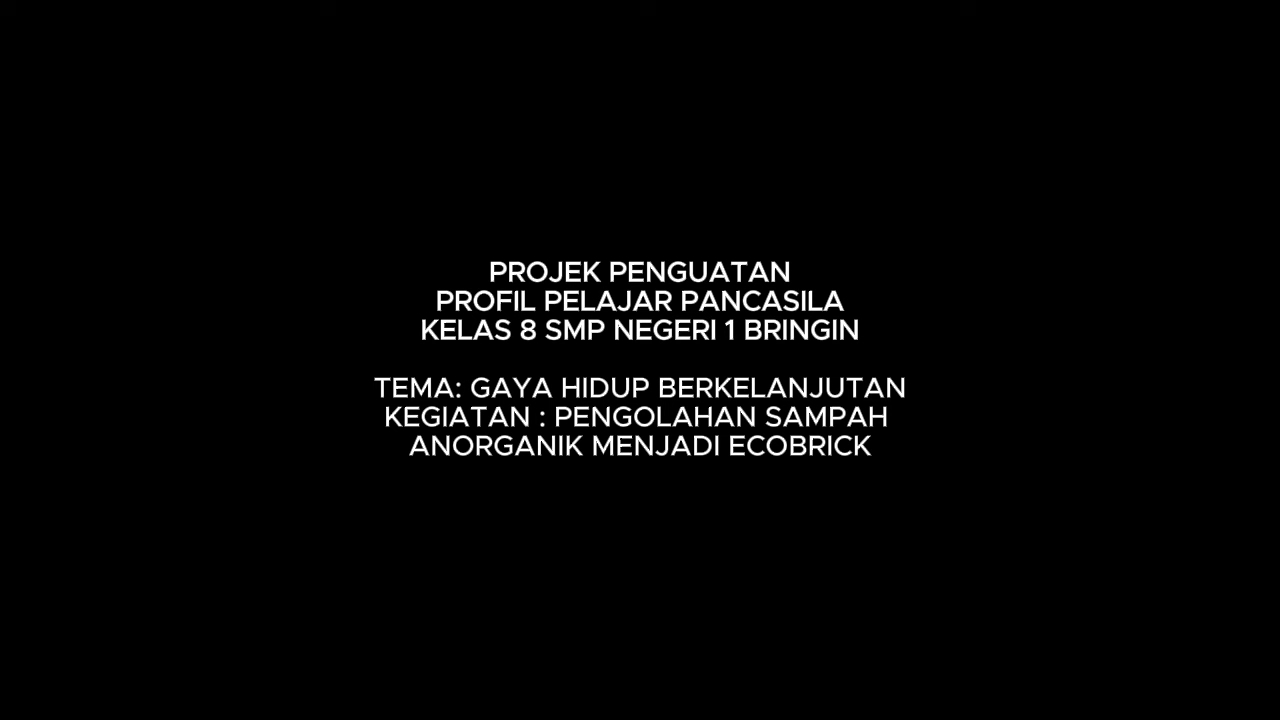 PROJEK PENGUATAN
PROFIL PELAJAR PANCASILA
KELAS 8 SMP NEGERI 1 BRINGIN
TEMA: GAYA HIDUP BERKELANJUTAN
KEGIATAN : PENGOLAHAN SAMPAH
ANORGANIK MENJADI ECOBRICK